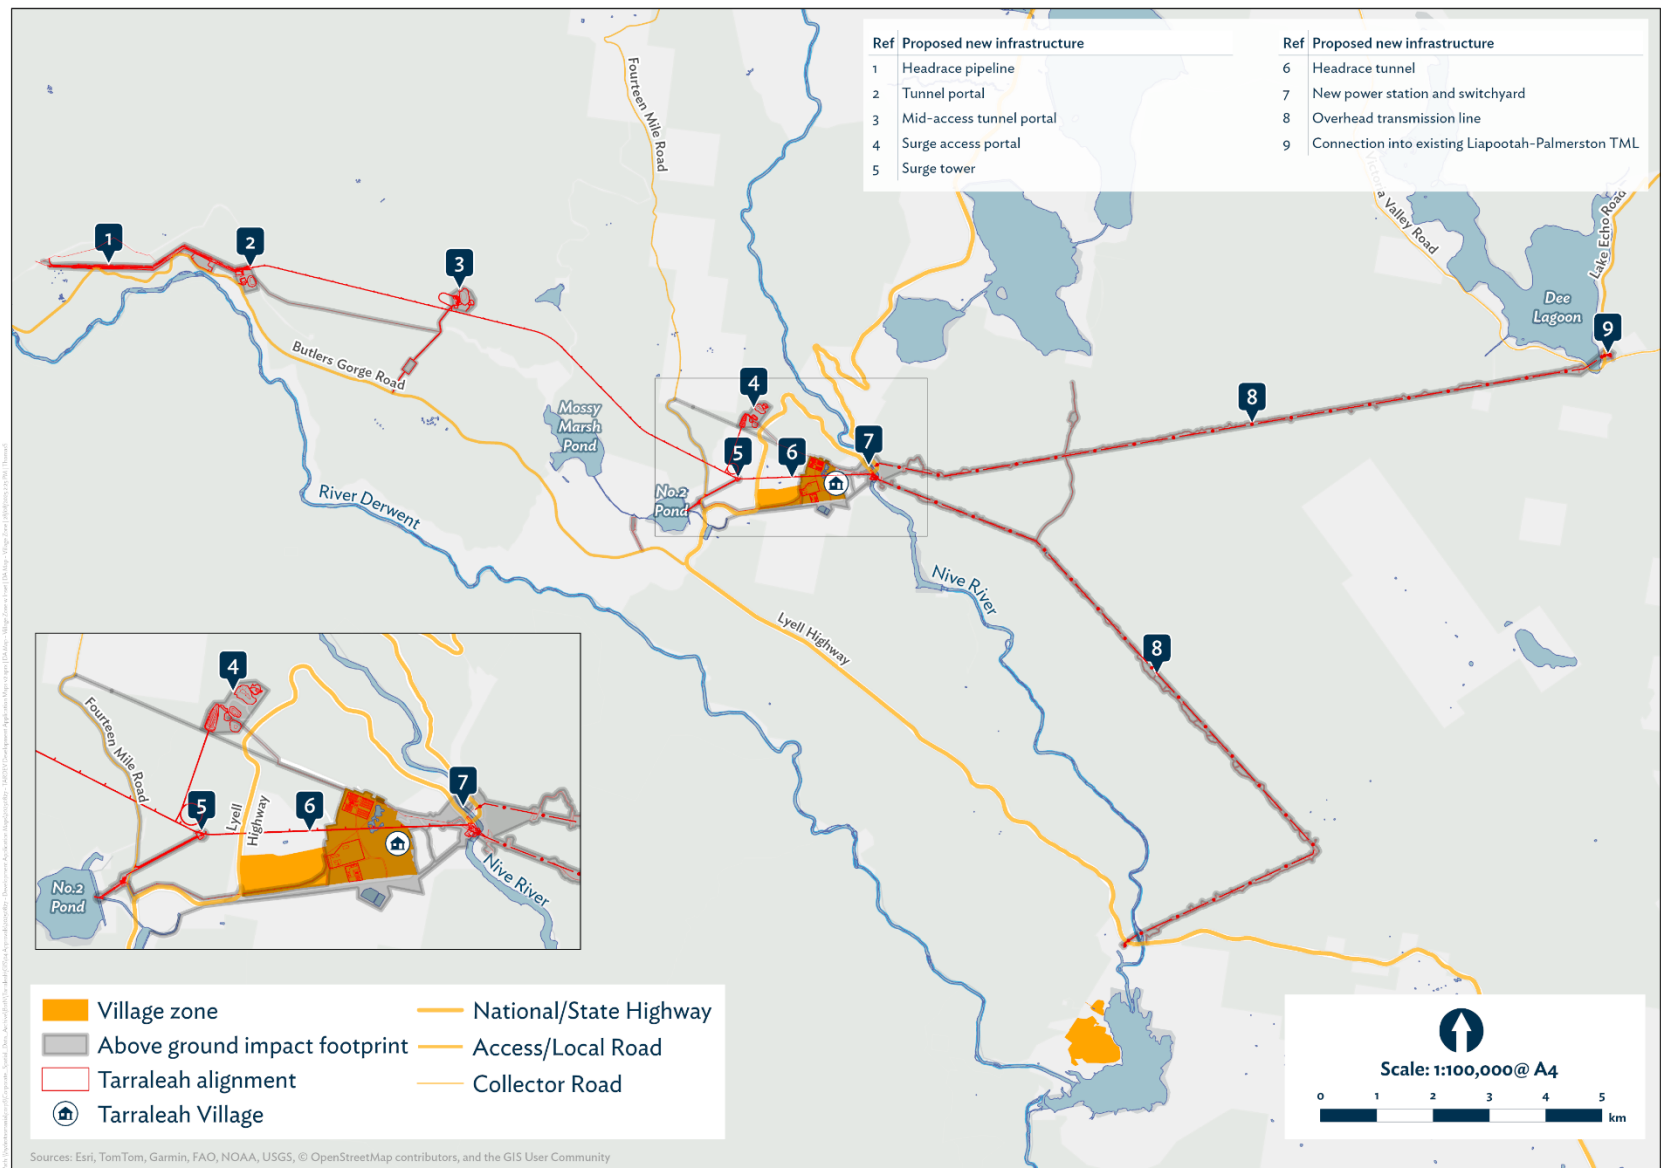 Ref Proposed new infrastructure
1 Headrace pipeline
2 Tunnel portal
3 Mid-access tunnel portal
4 Surge access portal
5 Surge tower
Ref Proposed new infrastructure
6 Headrace tunnel
7 New power station and switchyard
8 Overhead transmission line
9 Connection into existing Liapootah-Palmerston TML
Fourteen Mile Road
Victoria Valley Road
Lake Echo Road
Dee
Lagoon
1
2
3
4
5
6
7
8
9
8
Butlers Gorge Road
Mossy
Marsh
Pond
No.2
Pond
River Derwent
Nive River
Lyell Highway
4
Fourteen Mile Road
5
6
7
Lyell
Highway
No.2
Pond
Nive River
Village zone
Above ground impact footprint
Tarraleah alignment
Tarraleah Village
National/State Highway
Access/Local Road
Collector Road
Scale: 1:100,000@ A4
0 1 2 3 4 5
km
Sources: Esri, TomTom, Garmin, FAO, NOAA, USGS, © OpenStreetMap contributors, and the GIS User Community